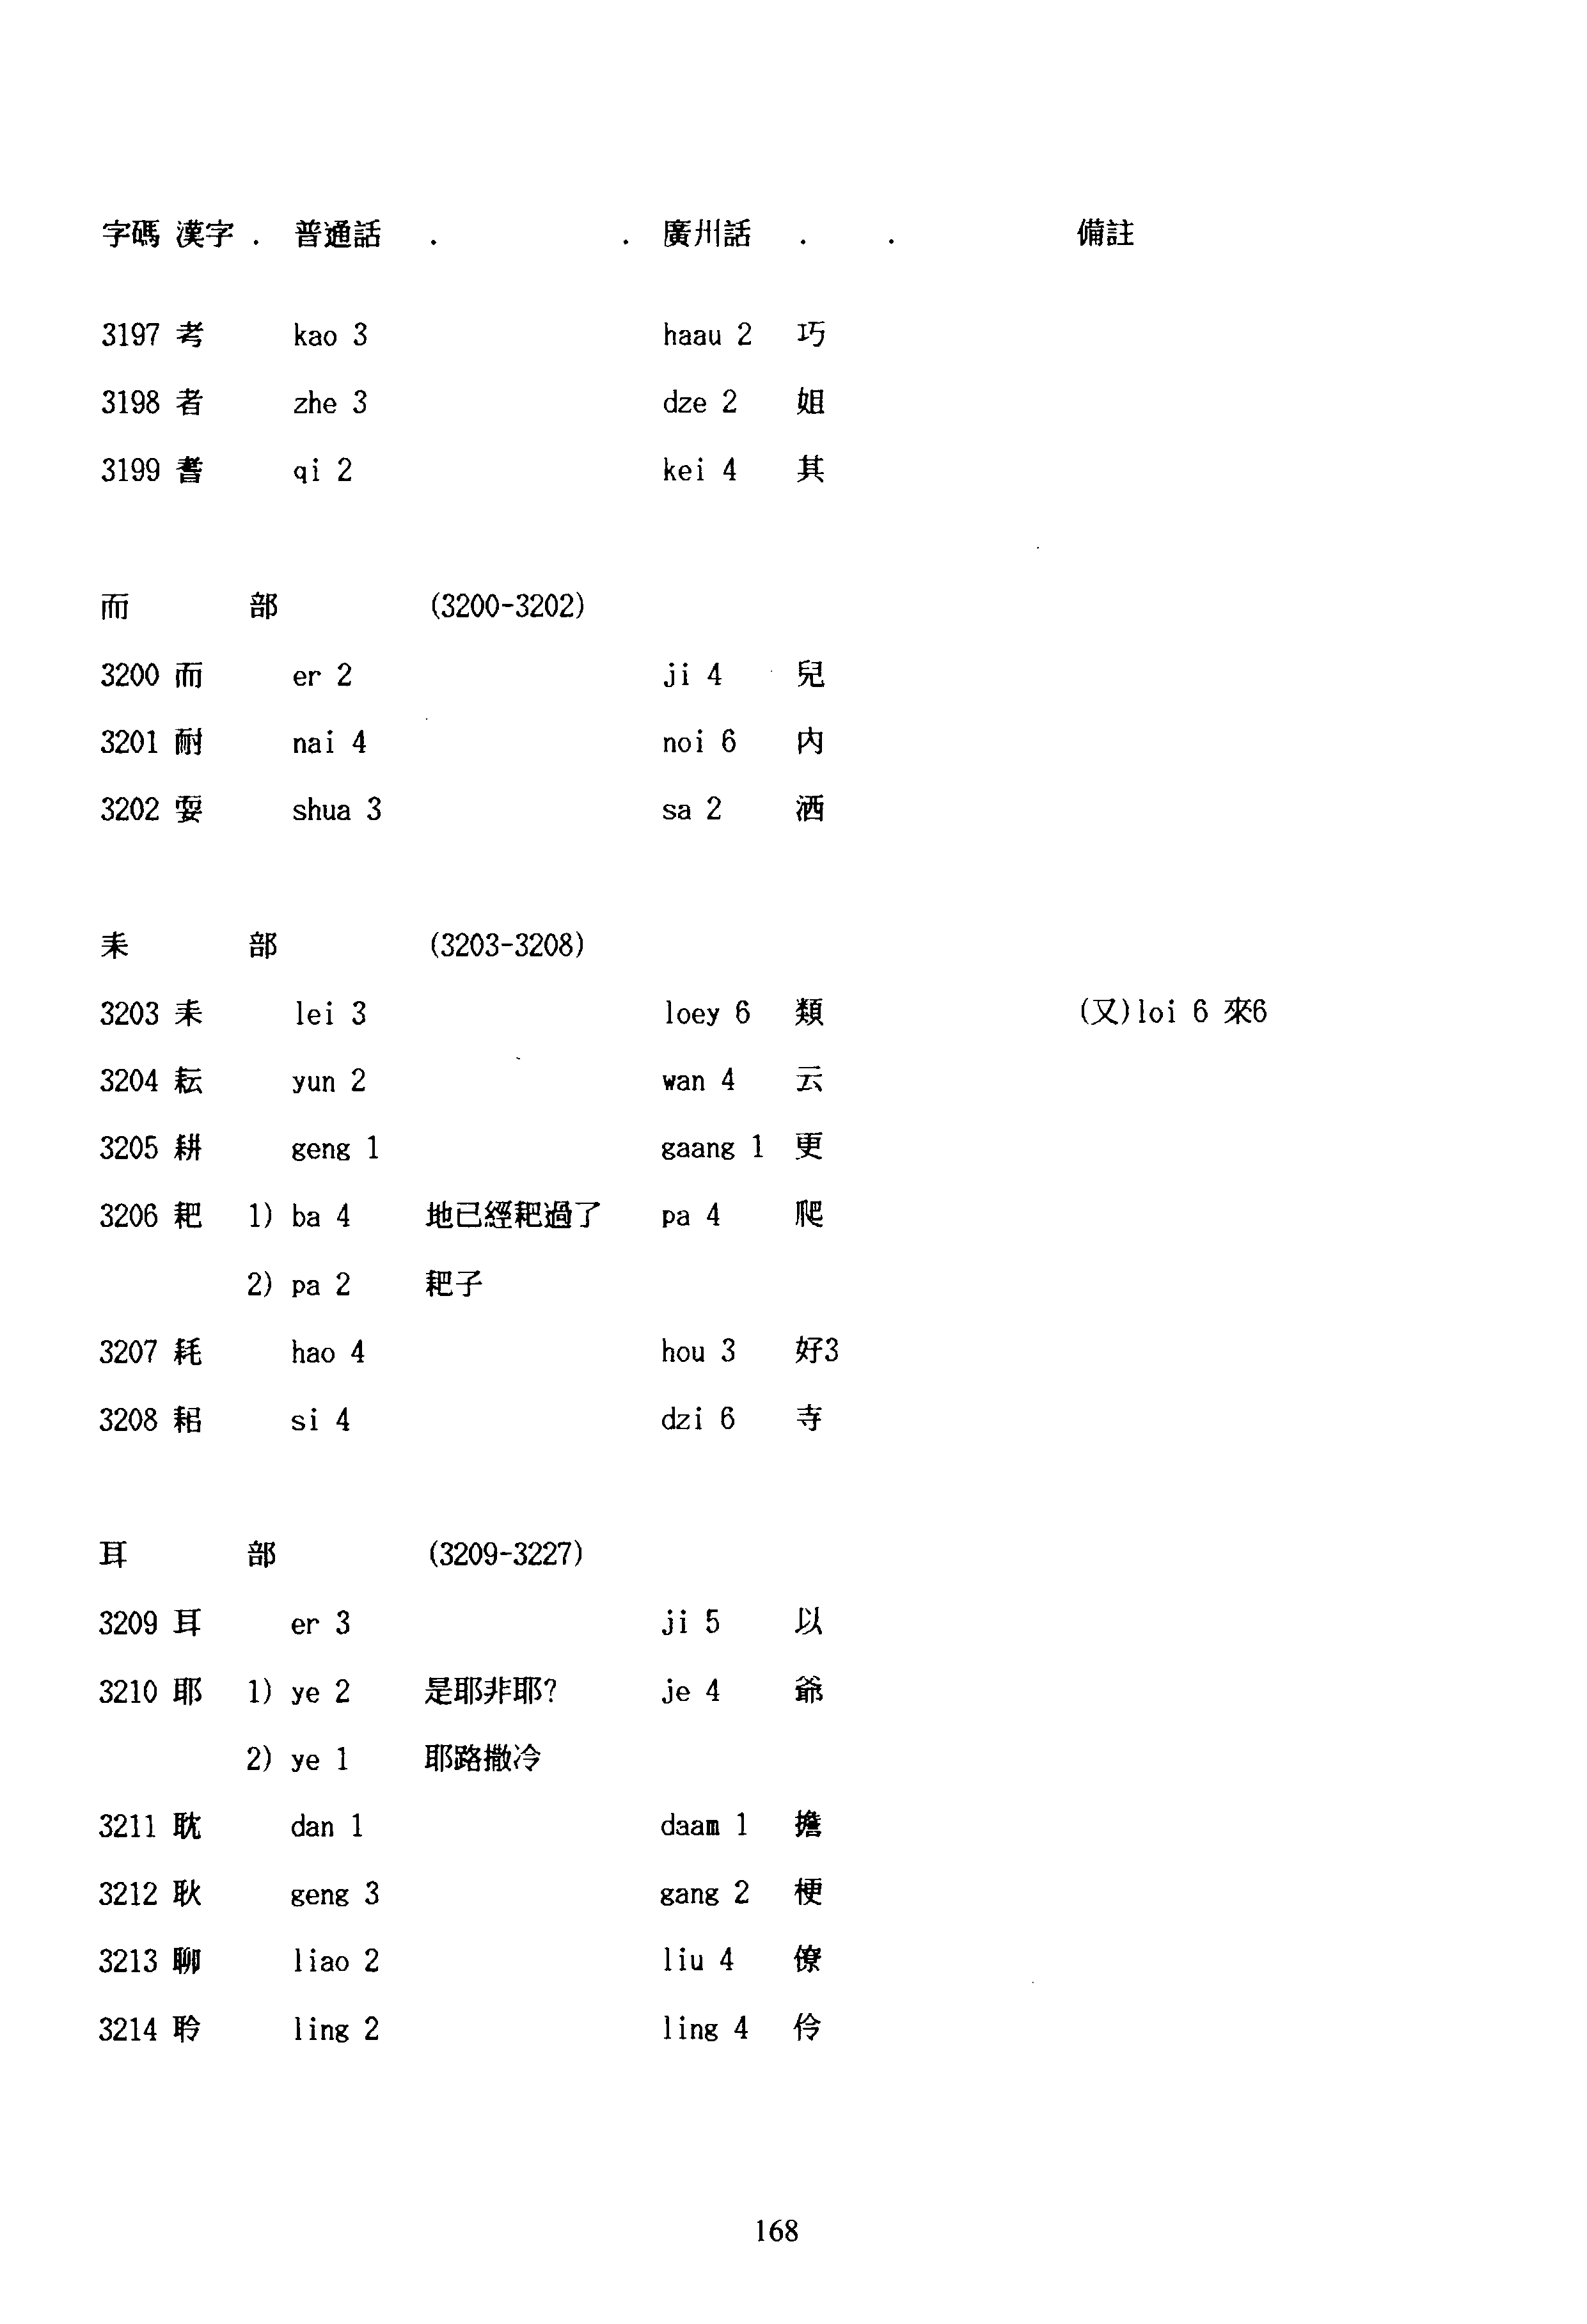 字碼 漢字 . 普通話 . . 廣州話 . . 備註
3197 考 kao 3 haau 2 巧
3198 者 zhe 3 dze 2 姐
3199 耆 qi 2 kei 4 其
而 部 (3200-3202)
3200 而 er 2 ji 4 兒
3201 耐 nai 4 noi 6 內
3202 耍 shua 3 sa 2 洒
耒 部 (3203-3208)
3203 耒 lei 3 loey 6 類 (又)loi 6 來6
3204 耘 yun 2 wan 4 云
3205 耕 geng 1 gaang 1 更
3206 耙 1) ba 4 地已經耙過了 pa 4 爬
2) pa 2 耙子
3207 耗 hao 4 hou 3 好3
3208 耜 si 4 dzi 6 寺
耳 部 (3209-3227)
3209 耳 er 3 ji 5 以
3210 耶 1) ye 2 是耶非耶? je 4 爺
2) ye 1 耶路撒冷
3211 耽 dan 1 daam 1 擔
3212 耿 geng 3 gang 2 梗
3213 聊 liao 2 liu 4 僚
3214 聆 ling 2 ling 4 伶
168